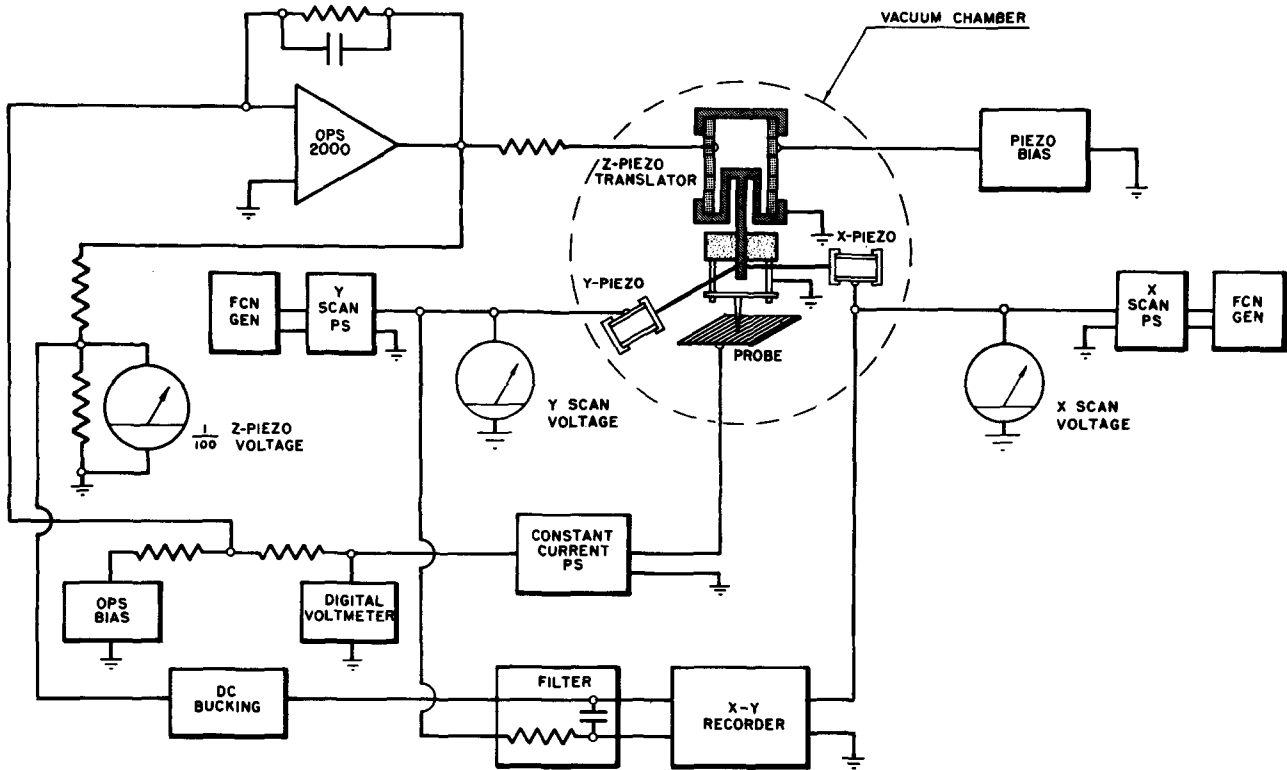 VACUUM CHAMBER
OPS
2000
Z-PIEZO
TRANSLATOR
PIEZO
BIAS
X-PIEZO
Y-PIEZO
FCN
GEN
Y
SCAN
PS
X
SCAN
PS
FCN
GEN
PROBE
1/100 Z-PIEZO
VOLTAGE
Y SCAN
VOLTAGE
X SCAN
VOLTAGE
CONSTANT
CURRENT
PS
OPS
BIAS
DIGITAL
VOLTMETER
DC
BUCKING
FILTER
X-Y
RECORDER